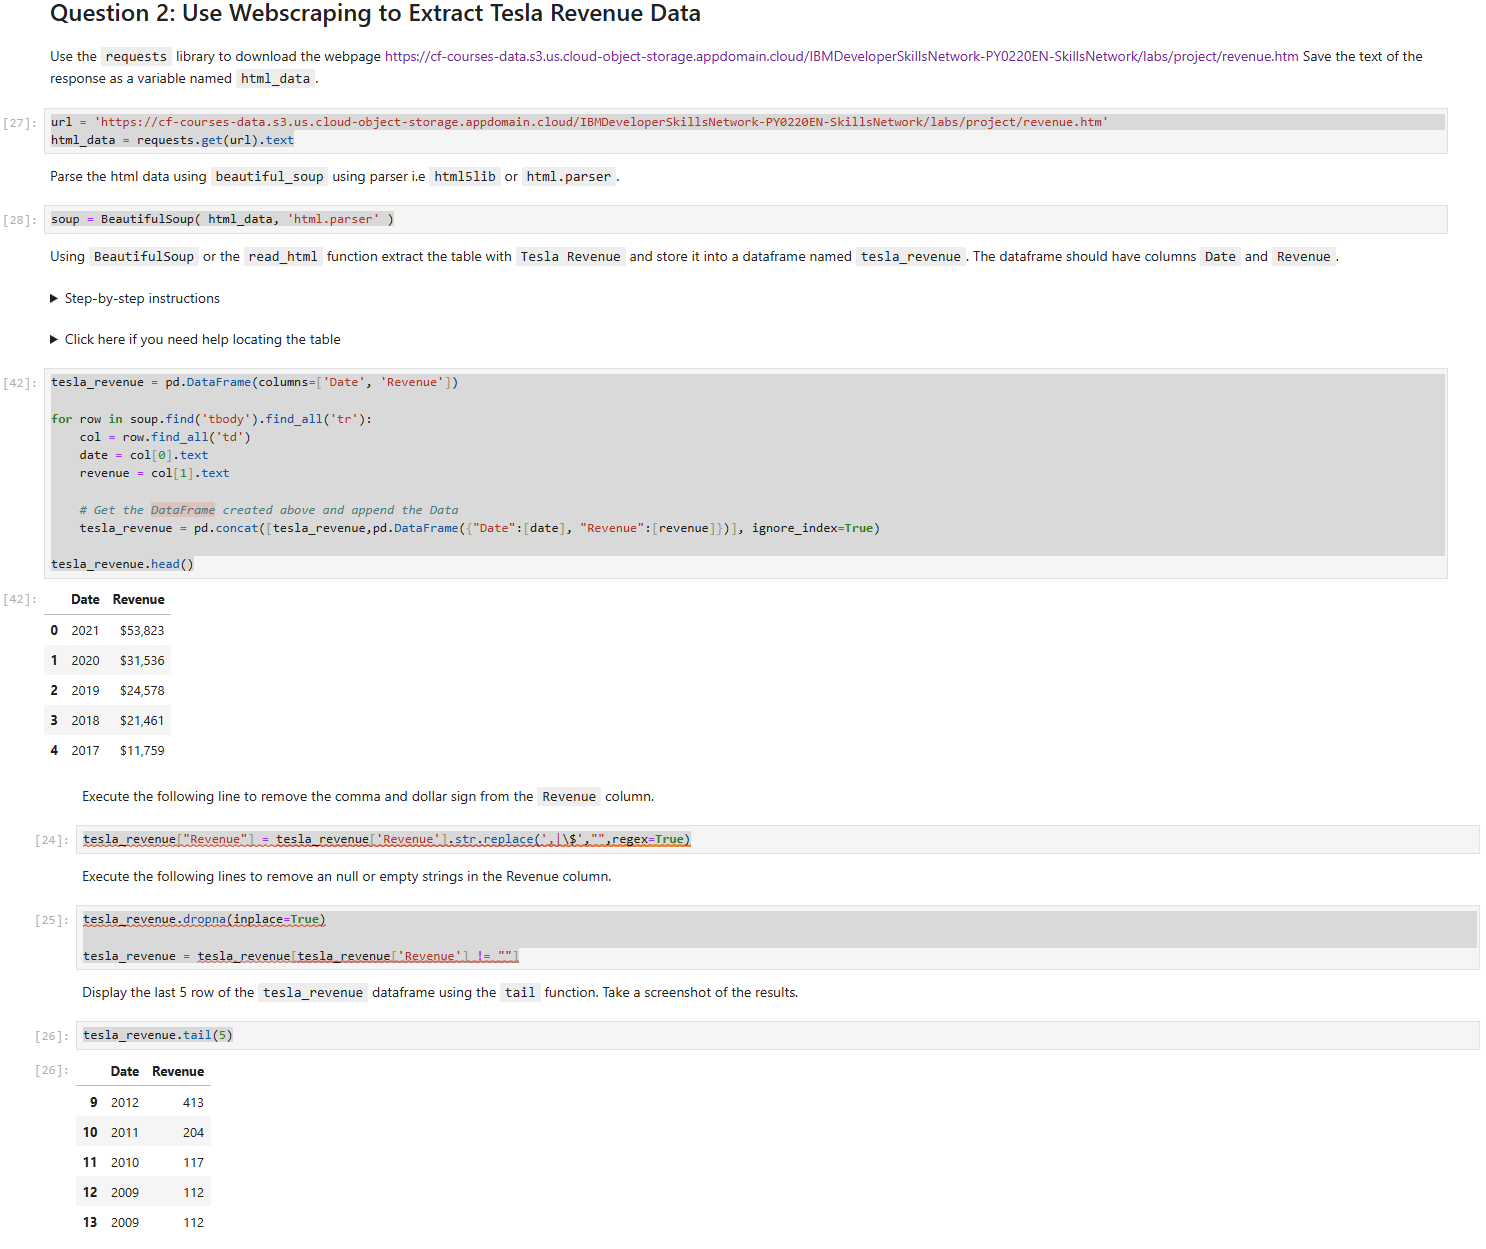 Question 2: Use Webscraping to Extract Tesla Revenue Data
Use the requests library to download the webpage https://cf-courses-data.s3.us.cloud-object-storage.appdomain.cloud/IBMDeveloperSkillsNetwork-PY0220EN-SkillsNetwork/labs/project/revenue.htm Save the text of the
response as a variable named html_data .
[27]: url = 'https://cf-courses-data.s3.us.cloud-object-storage.appdomain.cloud/IBMDeveloperSkillsNetwork-PY0220EN-SkillsNetwork/labs/project/revenue.htm'
html_data = requests.get(url).text
Parse the html data using beautiful_soup using parser i.e html5lib or html.parser .
[28]: soup = BeautifulSoup( html_data, 'html.parser' )
Using BeautifulSoup or the read_html function extract the table with Tesla Revenue and store it into a dataframe named tesla_revenue . The dataframe should have columns Date and Revenue .
▶ Step-by-step instructions
▶ Click here if you need help locating the table
[42]: tesla_revenue = pd.DataFrame(columns=['Date', 'Revenue'])
for row in soup.find('tbody').find_all('tr'):
    col = row.find_all('td')
    date = col[0].text
    revenue = col[1].text
    # Get the DataFrame created above and append the Data
    tesla_revenue = pd.concat([tesla_revenue,pd.DataFrame({"Date":[date], "Revenue":[revenue]})], ignore_index=True)
tesla_revenue.head()
[42]: Date Revenue
0 2021 $53,823
1 2020 $31,536
2 2019 $24,578
3 2018 $21,461
4 2017 $11,759
Execute the following line to remove the comma and dollar sign from the Revenue column.
[24]: tesla_revenue["Revenue"] = tesla_revenue['Revenue'].str.replace(',|\$',"",regex=True)
Execute the following lines to remove an null or empty strings in the Revenue column.
[25]: tesla_revenue.dropna(inplace=True)
tesla_revenue = tesla_revenue[tesla_revenue['Revenue'] != ""]
Display the last 5 row of the tesla_revenue dataframe using the tail function. Take a screenshot of the results.
[26]: tesla_revenue.tail(5)
[26]: Date Revenue
9 2012 413
10 2011 204
11 2010 117
12 2009 112
13 2009 112